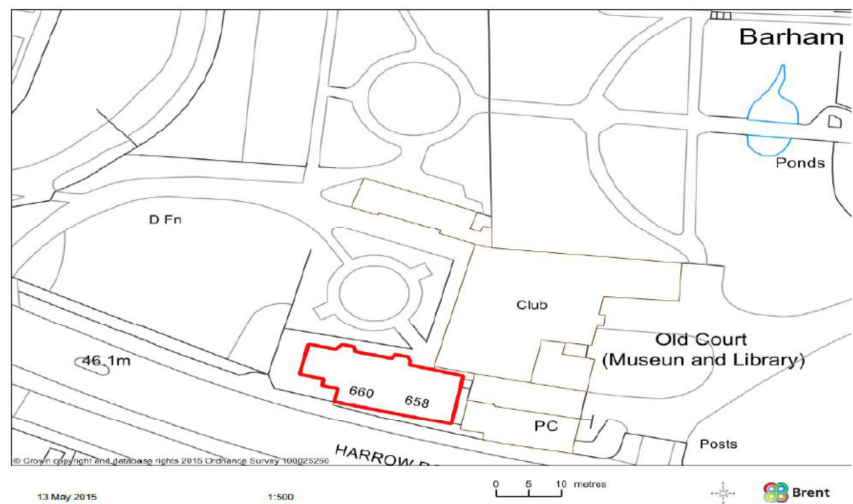 Barham
Ponds
D Fn
Club
Old Court
(Museun and Library)
46.1m
660
658
PC
HARROW
Posts
© Crown copyright and database rights 2015 Ordnance Survey 100025260
13 May 2015
1:500
0 5 10 metres
Brent